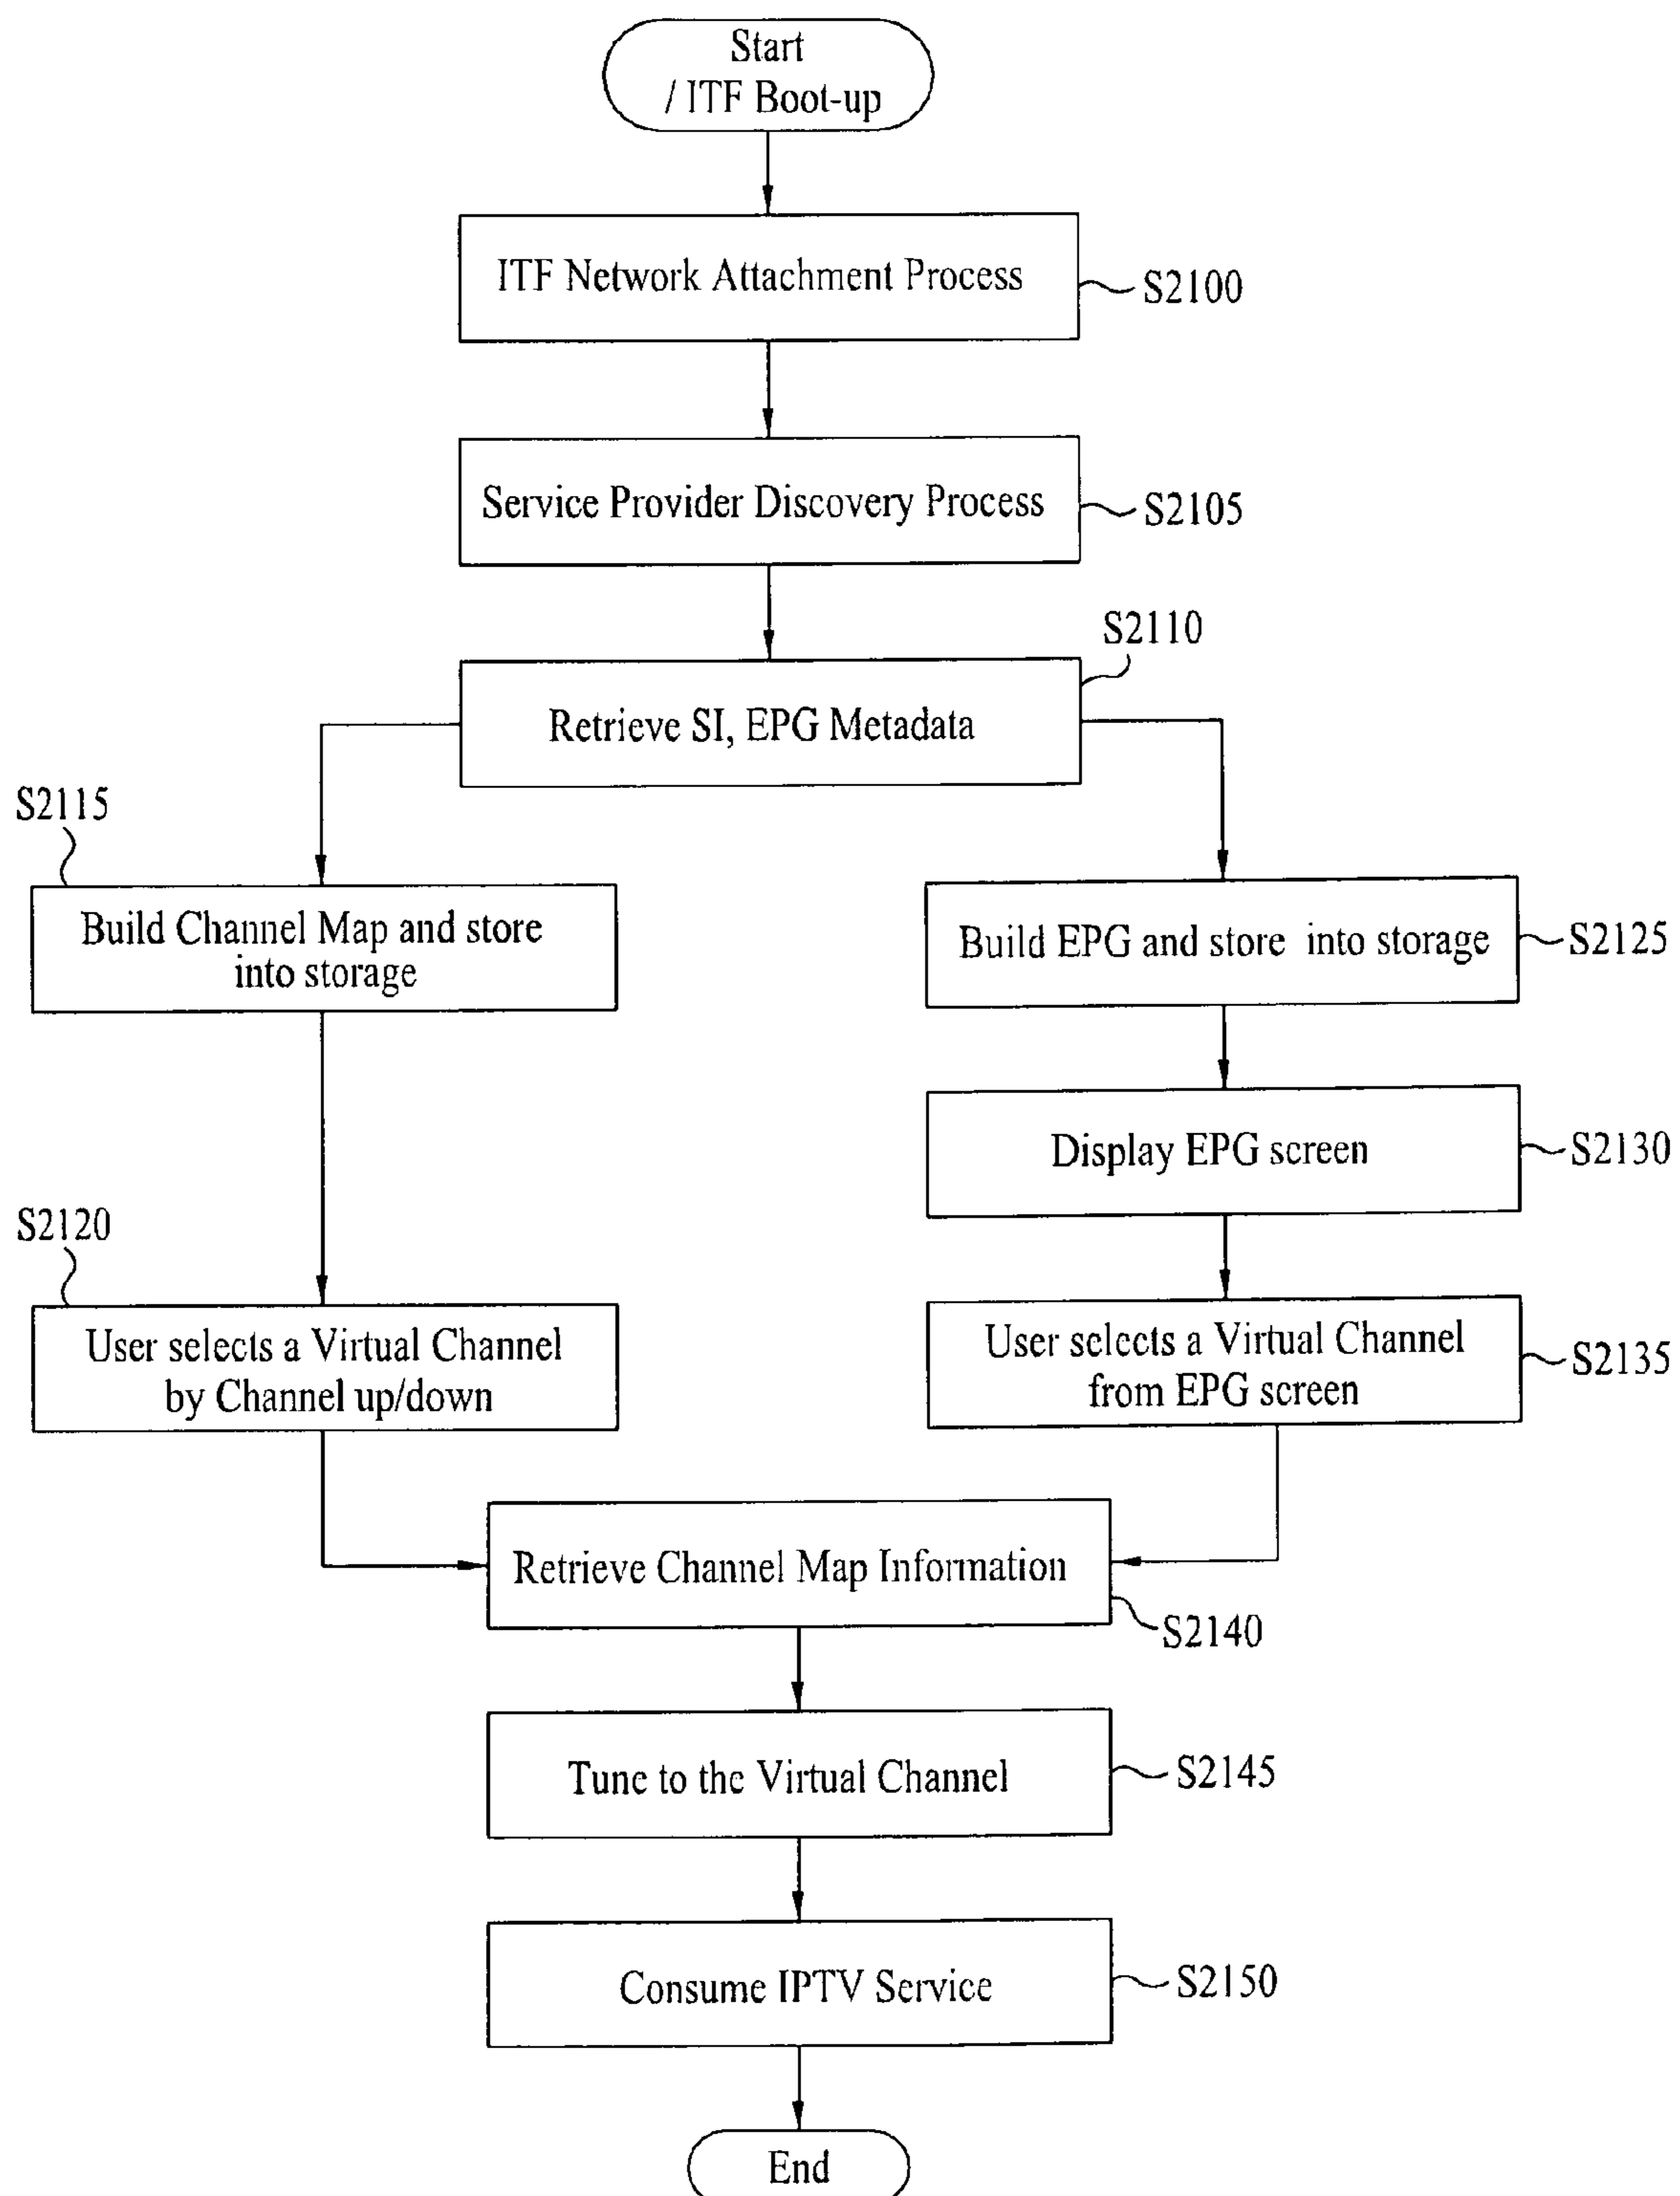 Start
/ ITF Boot-up
ITF Network Attachment Process
S2100
Service Provider Discovery Process
S2105
S2110
Retrieve SI, EPG Metadata
S2115
Build Channel Map and store
into storage
Build EPG and store into storage
S2125
Display EPG screen
S2130
S2120
User selects a Virtual Channel
by Channel up/down
User selects a Virtual Channel
from EPG screen
S2135
Retrieve Channel Map Information
S2140
Tune to the Virtual Channel
S2145
Consume IPTV Service
S2150
End